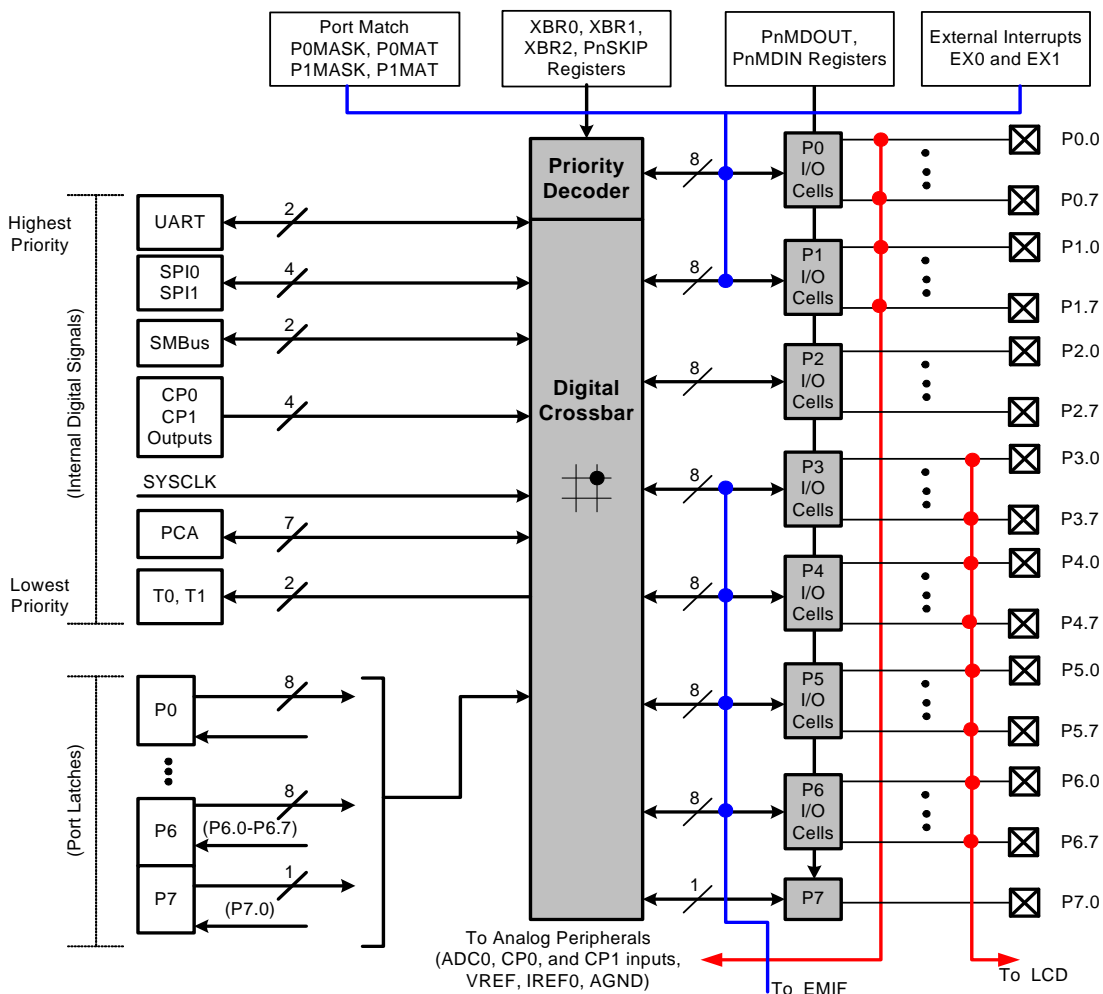 Port Match
P0MASK, P0MAT
P1MASK, P1MAT
XBR0, XBR1,
XBR2, PnSKIP
Registers
PnMDOUT,
PnMDIN Registers
External Interrupts
EX0 and EX1
Priority
Decoder
Digital
Crossbar
Highest
Priority
(Internal Digital Signals)
Lowest
Priority
UART
2
SPI0
SPI1
4
SMBus
2
CP0
CP1
Outputs
4
SYSCLK
PCA
7
T0, T1
2
(Port Latches)
P0
8
P6
8
(P6.0-P6.7)
P7
1
(P7.0)
8
P0
I/O
Cells
P0.0
P0.7
8
P1
I/O
Cells
P1.0
P1.7
8
P2
I/O
Cells
P2.0
P2.7
8
P3
I/O
Cells
P3.0
P3.7
8
P4
I/O
Cells
P4.0
P4.7
8
P5
I/O
Cells
P5.0
P5.7
8
P6
I/O
Cells
P6.0
P6.7
1
P7
P7.0
To Analog Peripherals
(ADC0, CP0, and CP1 inputs,
VREF, IREF0, AGND)
To EMIF
To LCD